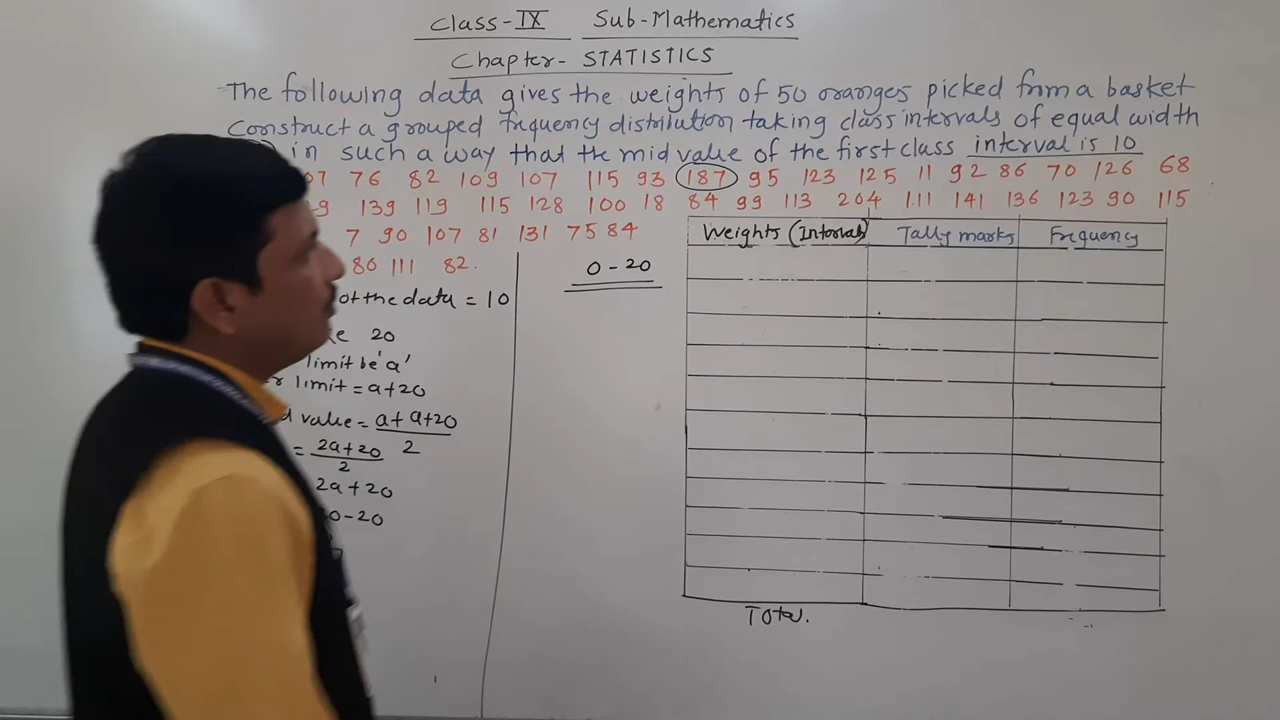 Class-IX Sub-Mathematics
Chapter- STATISTICS
The following data gives the weights of 50 oranges picked from a basket
Construct a grouped frequency distribution taking class intervals of equal width
in such a way that the mid value of the first class interval is 10
07 76 82 109 107 115 93 187 95 123 125 11 92 86 70 126 68
9 139 119 115 128 100 18 84 99 113 204 111 141 136 123 90 115
7 90 107 81 131 75 84
80 111 82.
of the data = 10
20
limit be 'a'
limit = a+20
value = a+a+20
2
= 2a+20
2
2a+20
0-20
0-20
Weights (Intervals) Tally marks Frequency
Total.